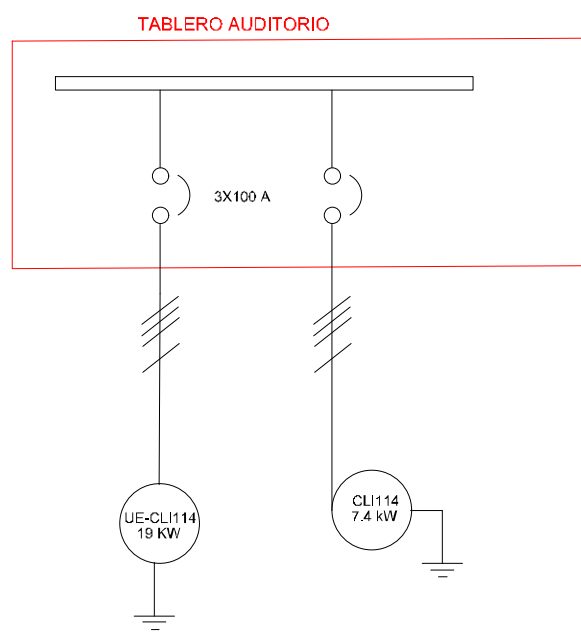 TABLERO AUDITORIO
3X100 A
UE-CLI114
19 KW
CLI114
7.4 kW